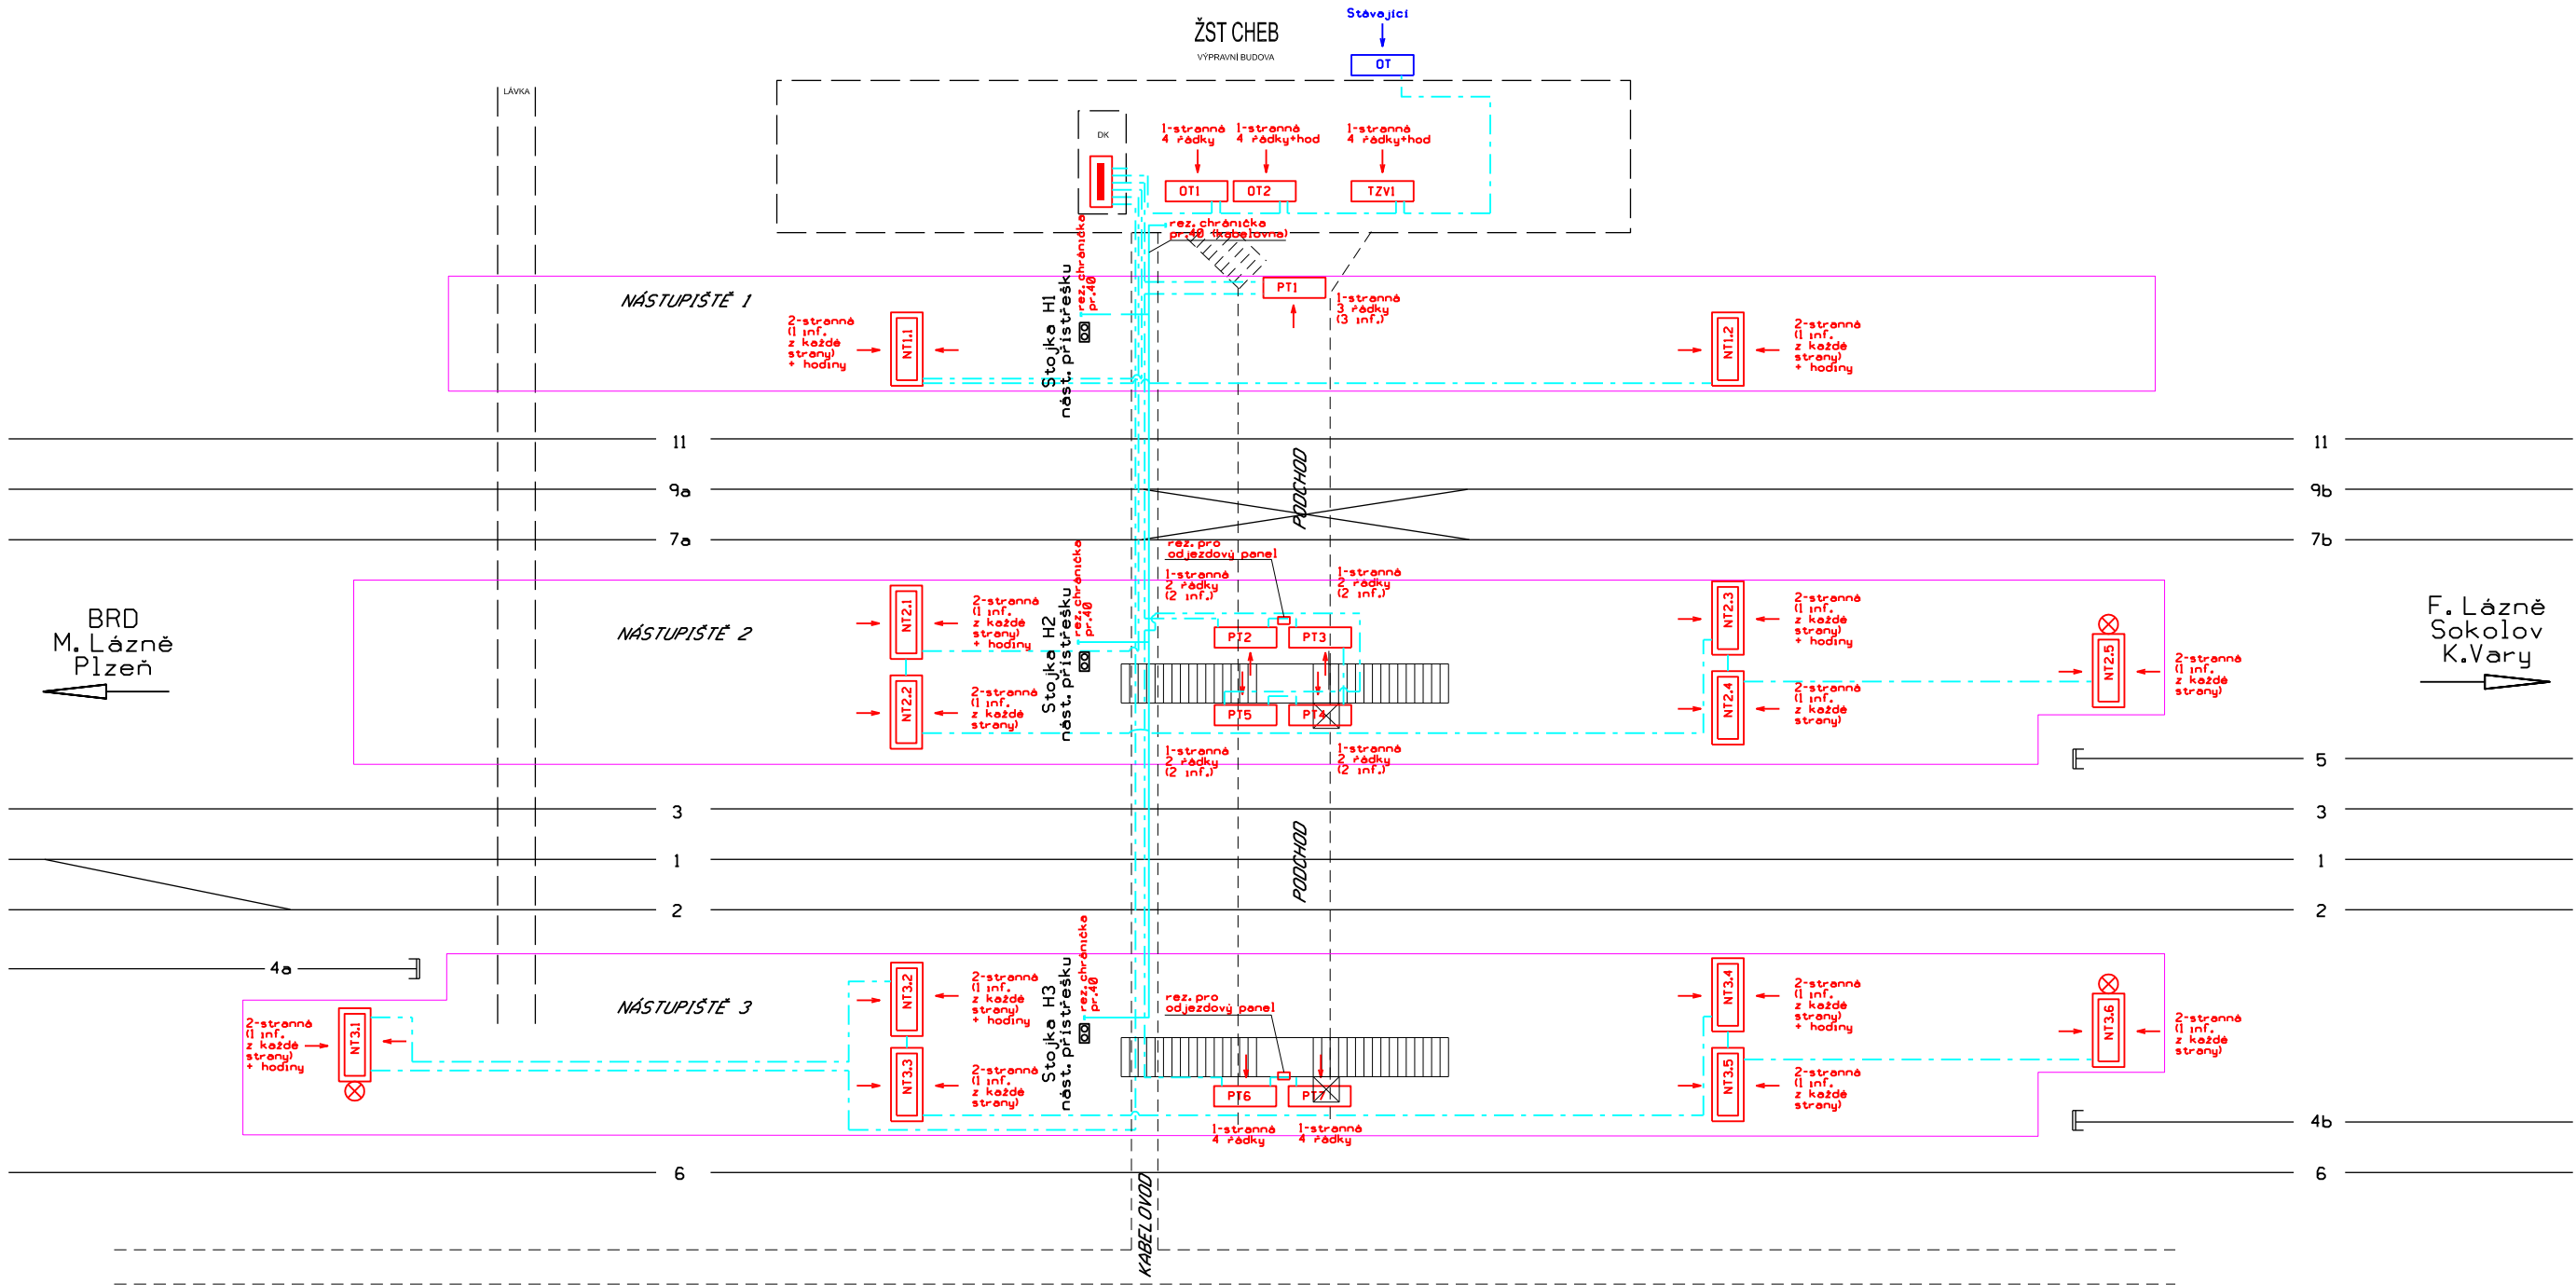 Stávající
ŽST CHEB
VÝPRAVNÍ BUDOVA
OT
LÁVKA
DK
1-stranná
4 řádky
1-stranná
4 řádky+hod
1-stranná
4 řádky+hod
OT1
OT2
TZV1
rez. chránička
pr.40 (kabelovna)
rez. chránička
pr.40
NÁSTUPIŠTĚ 1
Stojka H1
nást. přístřešku
PT1
1-stranná
3 řádky
(3 inf.)
2-stranná
(1 inf.
z každé
strany)
+ hodiny
NT1.1
NT1.2
2-stranná
(1 inf.
z každé
strany)
+ hodiny
11
11
9a
9b
PODCHOD
7a
7b
rez. pro
odjezdový panel
rez. chránička
pr.40
1-stranná
2 řádky
(2 inf.)
1-stranná
2 řádky
(2 inf.)
BRD
M. Lázně
Plzeň
NÁSTUPIŠTĚ 2
NT2.1
2-stranná
(1 inf.
z každé
strany)
+ hodiny
Stojka H2
nást. přístřešku
PT2
PT3
NT2.3
2-stranná
(1 inf.
z každé
strany)
+ hodiny
F. Lázně
Sokolov
K.Vary
NT2.2
2-stranná
(1 inf.
z každé
strany)
PT5
PT4
NT2.4
2-stranná
(1 inf.
z každé
strany)
NT2.5
2-stranná
(1 inf.
z každé
strany)
1-stranná
2 řádky
(2 inf.)
1-stranná
2 řádky
(2 inf.)
5
3
3
PODCHOD
1
1
2
2
4a
NÁSTUPIŠTĚ 3
2-stranná
(1 inf.
z každé
strany)
+ hodiny
NT3.1
NT3.2
2-stranná
(1 inf.
z každé
strany)
+ hodiny
Stojka H3
nást. přístřešku
rez. chránička
pr.40
rez. pro
odjezdový panel
NT3.4
2-stranná
(1 inf.
z každé
strany)
+ hodiny
NT3.6
2-stranná
(1 inf.
z každé
strany)
NT3.3
2-stranná
(1 inf.
z každé
strany)
PT6
PT7
NT3.5
2-stranná
(1 inf.
z každé
strany)
1-stranná
4 řádky
1-stranná
4 řádky
4b
6
6
KABELOVOD